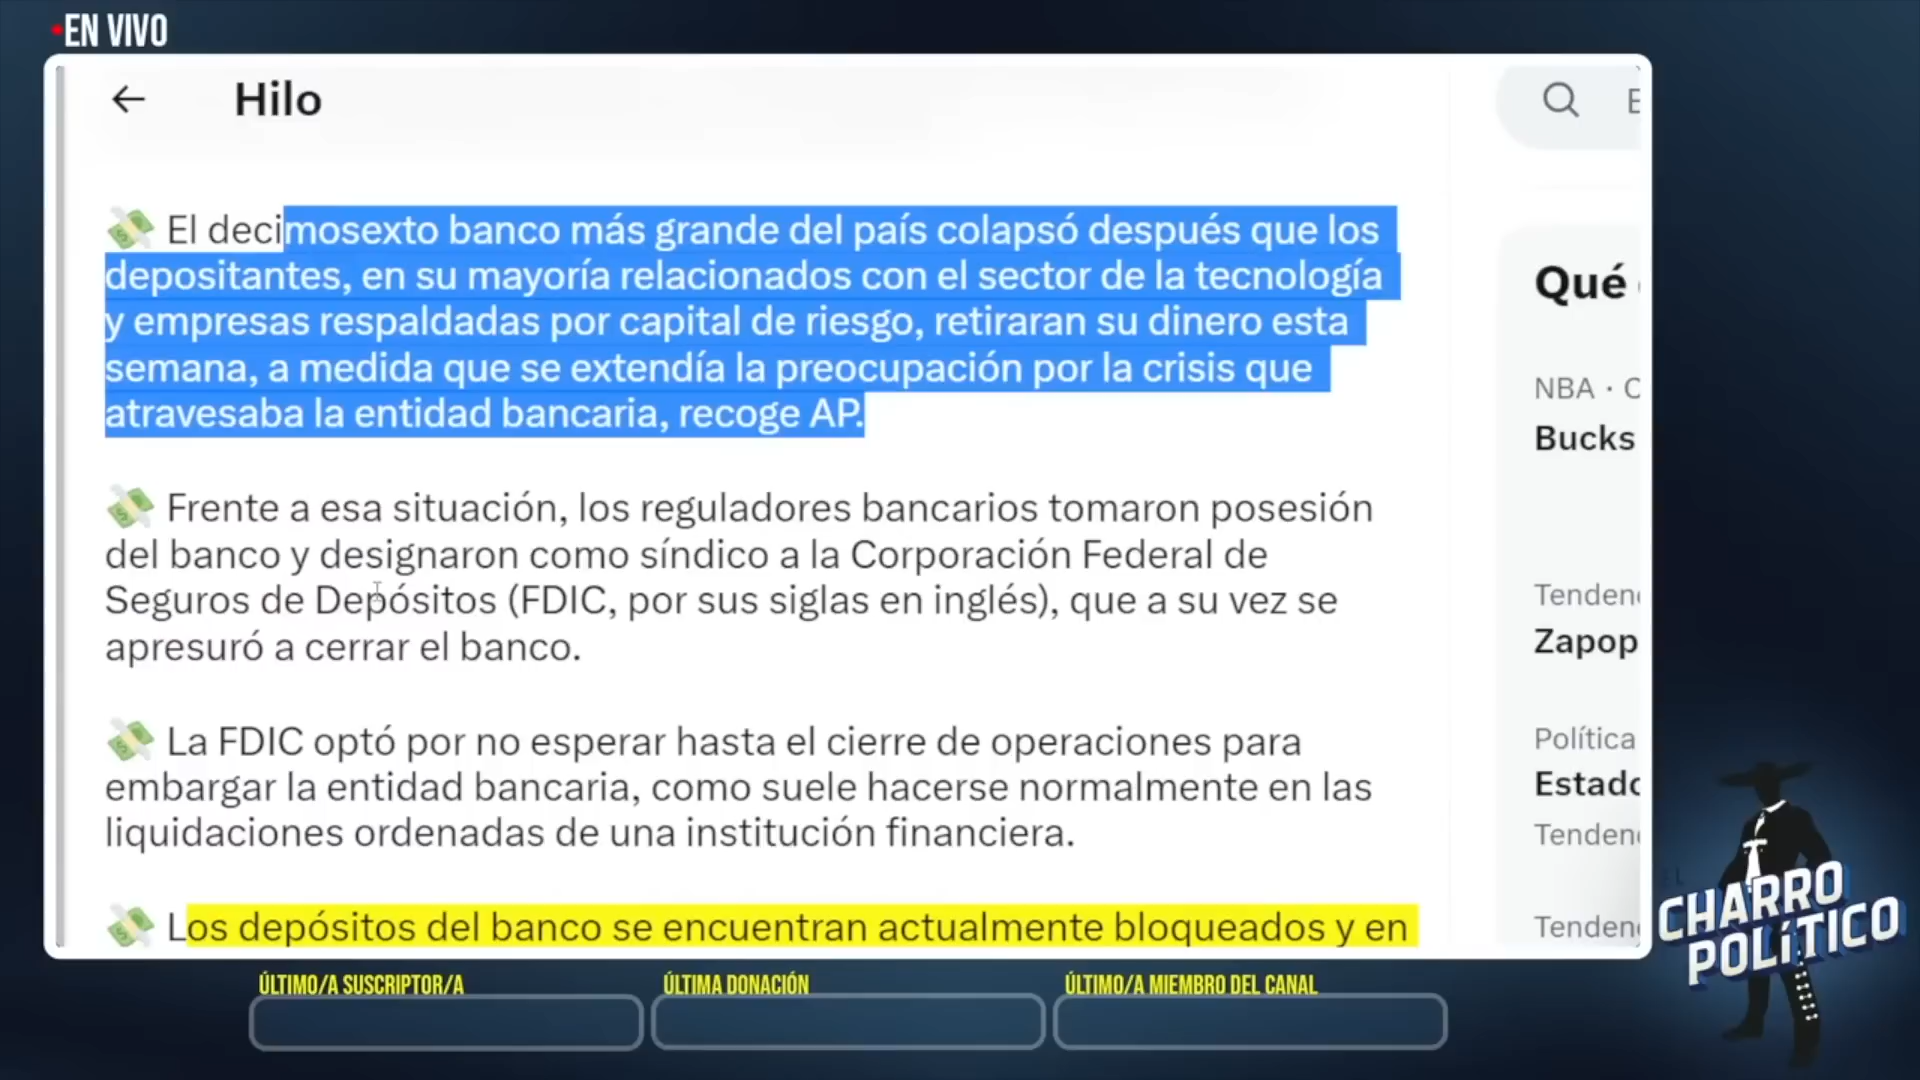 EN VIVO
Hilo
El decimosexto banco más grande del país colapsó después que los
depositantes, en su mayoría relacionados con el sector de la tecnología
y empresas respaldadas por capital de riesgo, retiraran su dinero esta
semana, a medida que se extendía la preocupación por la crisis que
atravesaba la entidad bancaria, recoge AP.
Frente a esa situación, los reguladores bancarios tomaron posesión
del banco y designaron como síndico a la Corporación Federal de
Seguros de Depósitos (FDIC, por sus siglas en inglés), que a su vez se
apresuró a cerrar el banco.
La FDIC optó por no esperar hasta el cierre de operaciones para
embargar la entidad bancaria, como suele hacerse normalmente en las
liquidaciones ordenadas de una institución financiera.
Los depósitos del banco se encuentran actualmente bloqueados y en
Qué
NBA ·
Bucks
Tenden
Zapop
Política
Estado
Tenden
Tenden
EL
CHARRO
POLÍTICO
ÚLTIMO/A SUSCRIPTOR/A
ÚLTIMA DONACIÓN
ÚLTIMO/A MIEMBRO DEL CANAL